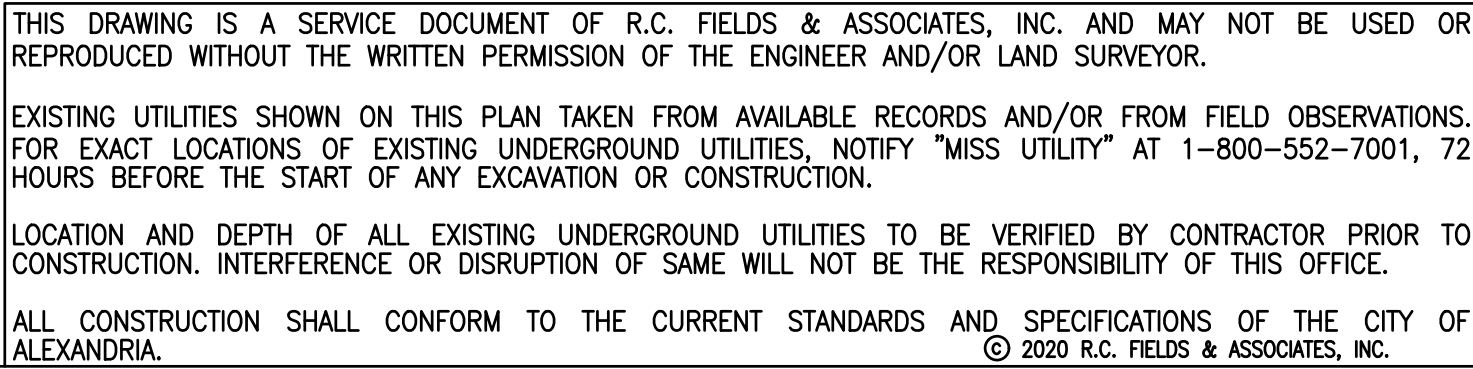 THIS DRAWING IS A SERVICE DOCUMENT OF R.C. FIELDS & ASSOCIATES, INC. AND MAY NOT BE USED OR
REPRODUCED WITHOUT THE WRITTEN PERMISSION OF THE ENGINEER AND/OR LAND SURVEYOR.
EXISTING UTILITIES SHOWN ON THIS PLAN TAKEN FROM AVAILABLE RECORDS AND/OR FROM FIELD OBSERVATIONS.
FOR EXACT LOCATIONS OF EXISTING UNDERGROUND UTILITIES, NOTIFY "MISS UTILITY" AT 1-800-552-7001, 72
HOURS BEFORE THE START OF ANY EXCAVATION OR CONSTRUCTION.
LOCATION AND DEPTH OF ALL EXISTING UNDERGROUND UTILITIES TO BE VERIFIED BY CONTRACTOR PRIOR TO
CONSTRUCTION. INTERFERENCE OR DISRUPTION OF SAME WILL NOT BE THE RESPONSIBILITY OF THIS OFFICE.
ALL CONSTRUCTION SHALL CONFORM TO THE CURRENT STANDARDS AND SPECIFICATIONS OF THE CITY OF
ALEXANDRIA. © 2020 R.C. FIELDS & ASSOCIATES, INC.